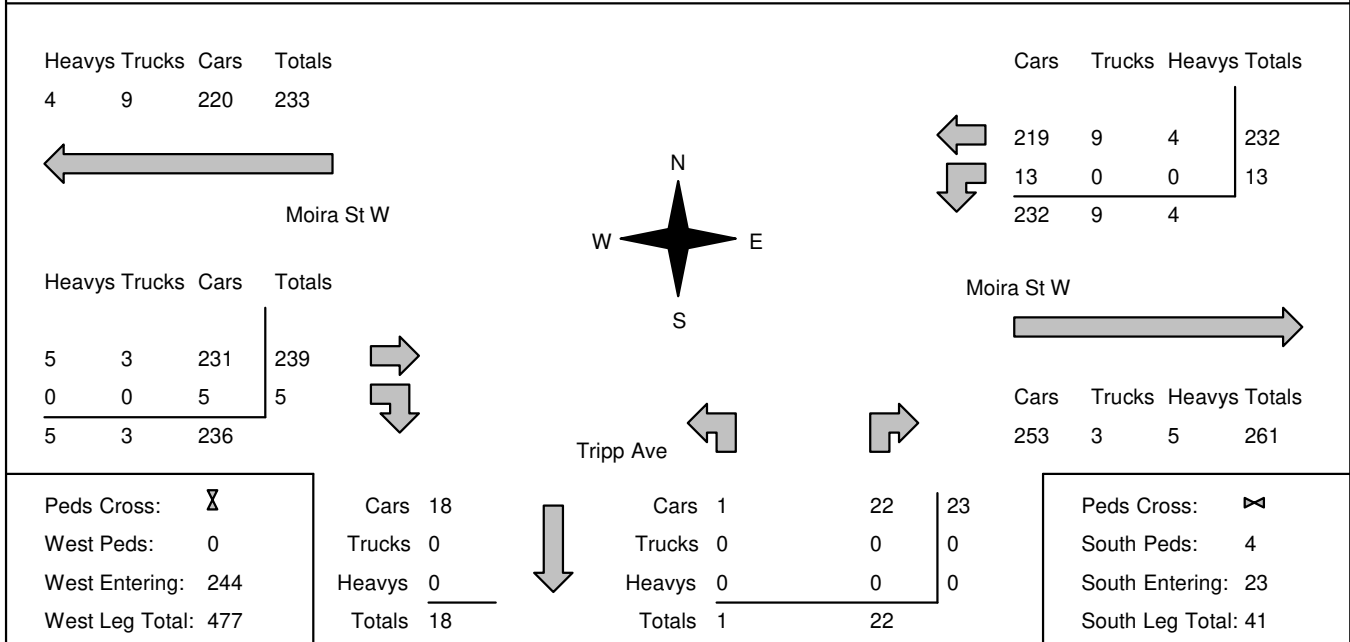 Heavys Trucks Cars Totals
4 9 220 233
Moira St W
Heavys Trucks Cars Totals
5 3 231 239
0 0 5 5
5 3 236
N
W E
S
Cars Trucks Heavys Totals
219 9 4 232
13 0 0 13
232 9 4
Moira St W
Cars Trucks Heavys Totals
253 3 5 261
Tripp Ave
Peds Cross:
West Peds: 0
West Entering: 244
West Leg Total: 477
Cars 18
Trucks 0
Heavys 0
Totals 18
Cars 1 22 23
Trucks 0 0 0
Heavys 0 0 0
Totals 1 22
Peds Cross:
South Peds: 4
South Entering: 23
South Leg Total: 41